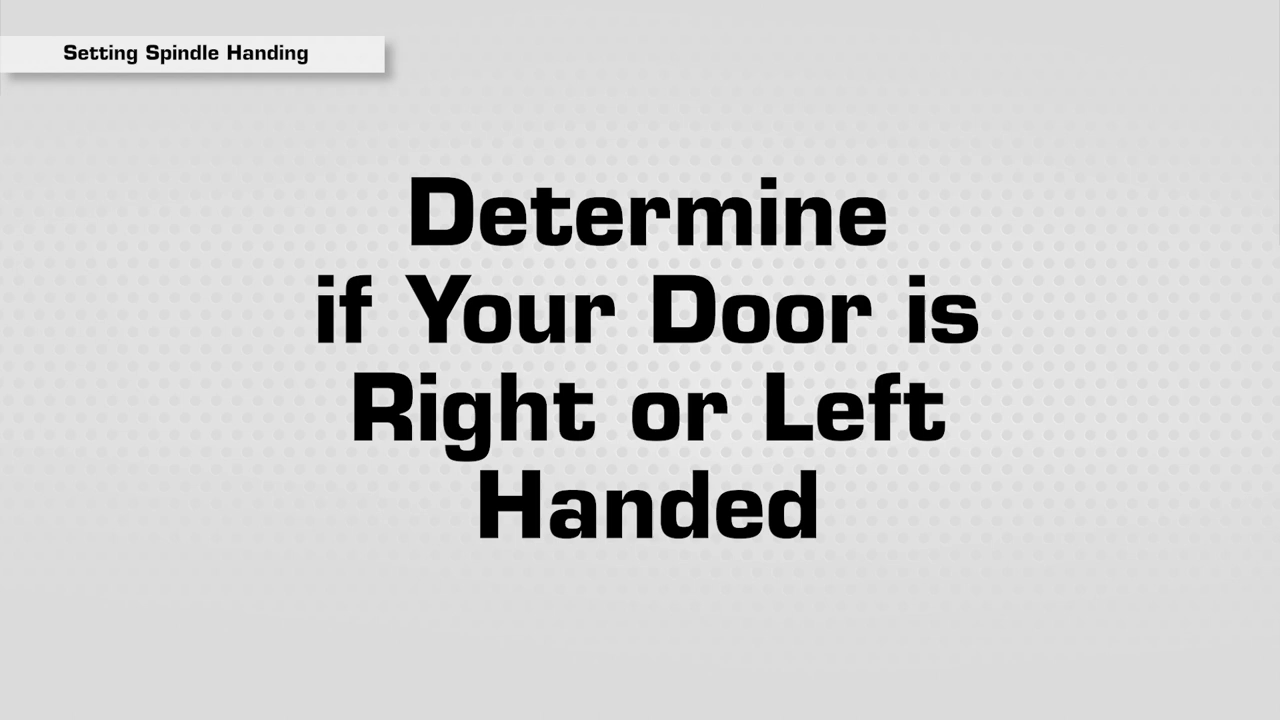 Setting Spindle Handing
Determine
if Your Door is
Right or Left
Handed